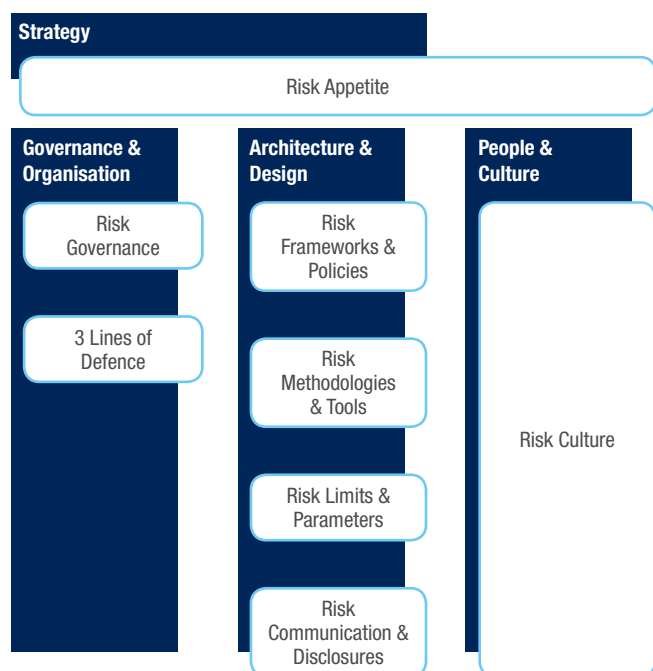 Strategy
Risk Appetite
Governance &
Organisation
Risk
Governance
3 Lines of
Defence
Architecture &
Design
Risk
Frameworks &
Policies
Risk
Methodologies
& Tools
Risk Limits &
Parameters
Risk
Communication &
Disclosures
People &
Culture
Risk Culture